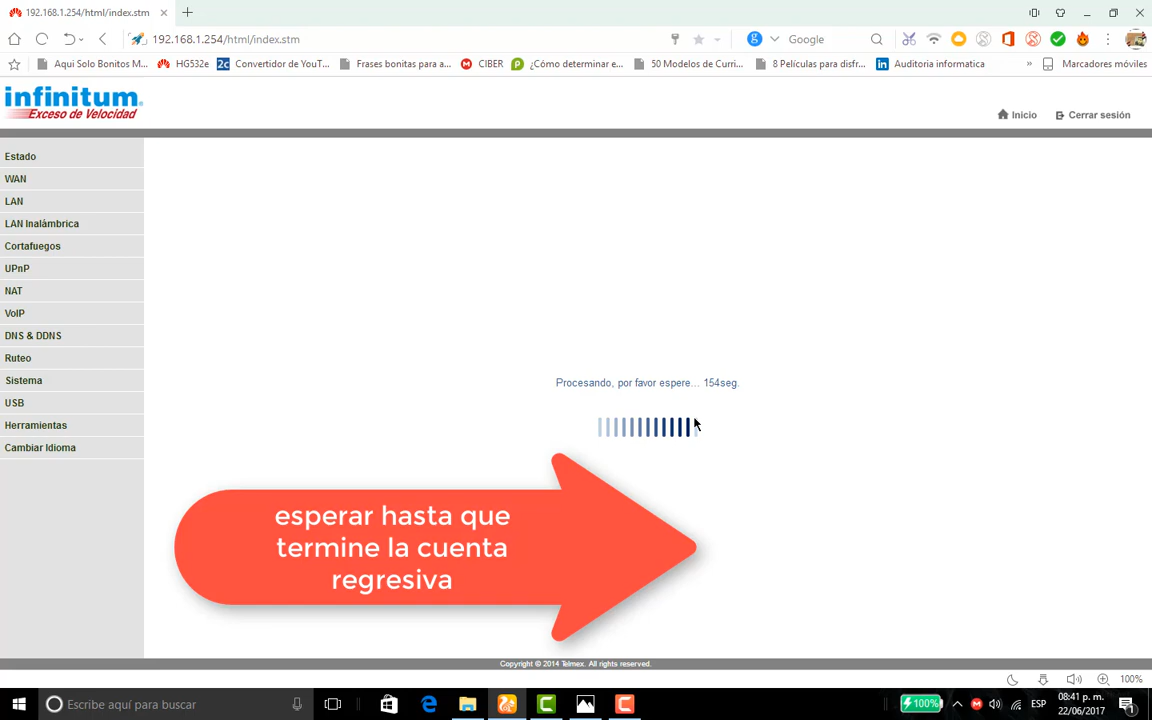 192.168.1.254/html/index.stm
192.168.1.254/html/index.stm
Google
Aqui Solo Bonitos M...
HG532e
Convertidor de YouT...
Frases bonitas para a...
CIBER
¿Cómo determinar e...
50 Modelos de Curri...
8 Películas para disfr...
Auditoria informatica
Marcadores móviles
infinitum
Exceso de Velocidad
Inicio
Cerrar sesión
Estado
WAN
LAN
LAN Inalámbrica
Cortafuegos
UPnP
NAT
VoIP
DNS & DDNS
Ruteo
Sistema
USB
Herramientas
Cambiar Idioma
Procesando, por favor espere... 154seg.
esperar hasta que
termine la cuenta
regresiva
Copyright © 2014 Telmex. All rights reserved.
100%
Escribe aquí para buscar
100%
ESP
08:41 p. m.
22/06/2017
1